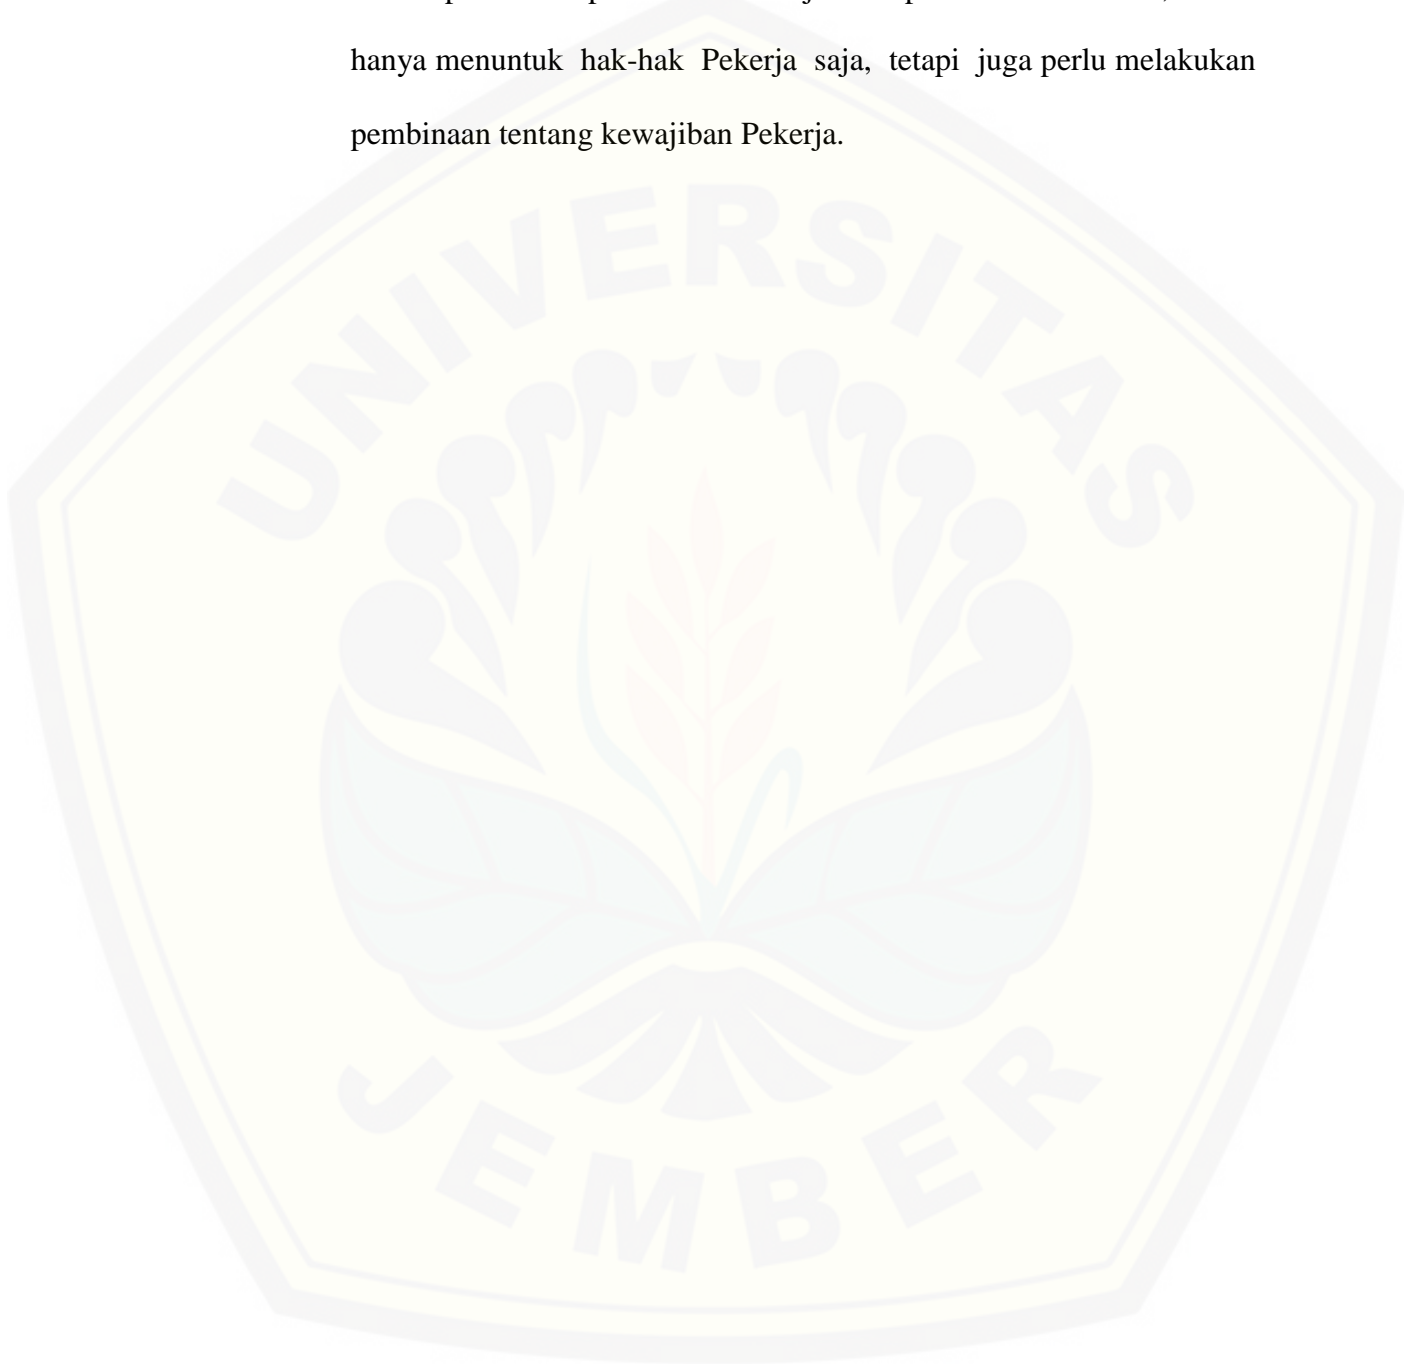 hanya menuntuk hak-hak Pekerja saja, tetapi juga perlu melakukan
pembinaan tentang kewajiban Pekerja.
UNIVERSITAS
JEMBER